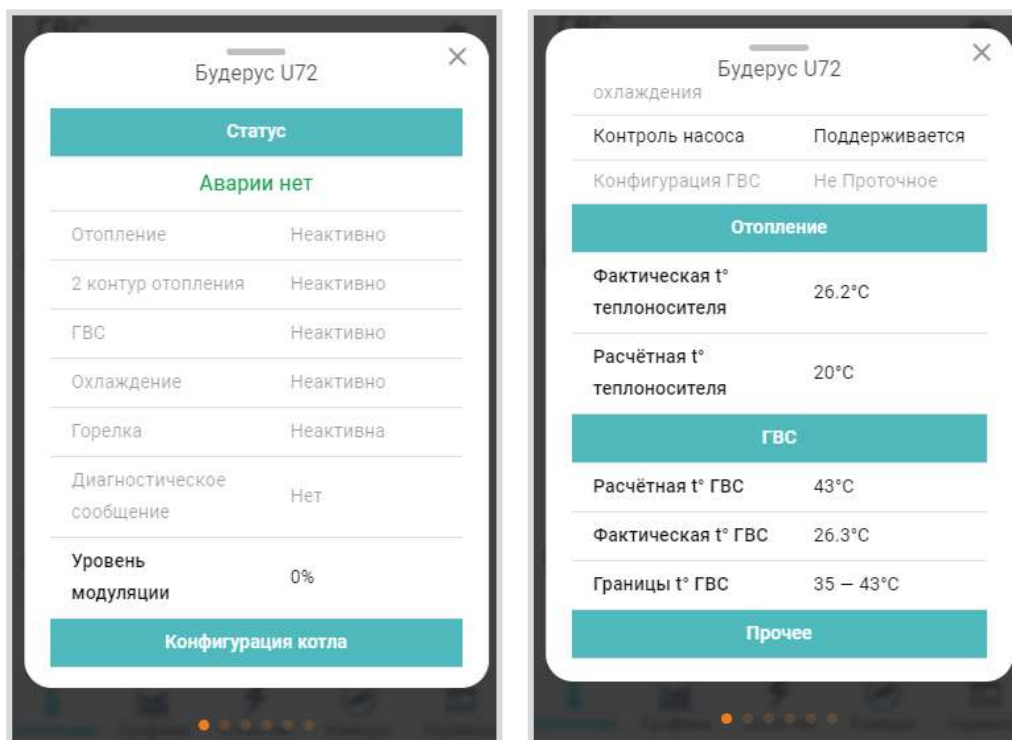 ГВС
Будерус U72
Статус
Аварии нет
Отопление Неактивно
2 контур отопления Неактивно
ГВС Неактивно
Охлаждение Неактивно
Горелка Неактивна
Диагностическое
сообщение Нет
Уровень
модуляции 0%
Конфигурация котла
ГВС
Будерус U72
охлаждения
Контроль насоса Поддерживается
Конфигурация ГВС Не Проточное
Отопление
Фактическая t°
теплоносителя 26.2°C
Расчётная t°
теплоносителя 20°C
ГВС
Расчётная t° ГВС 43°C
Фактическая t° ГВС 26.3°C
Границы t° ГВС 35 — 43°C
Прочее